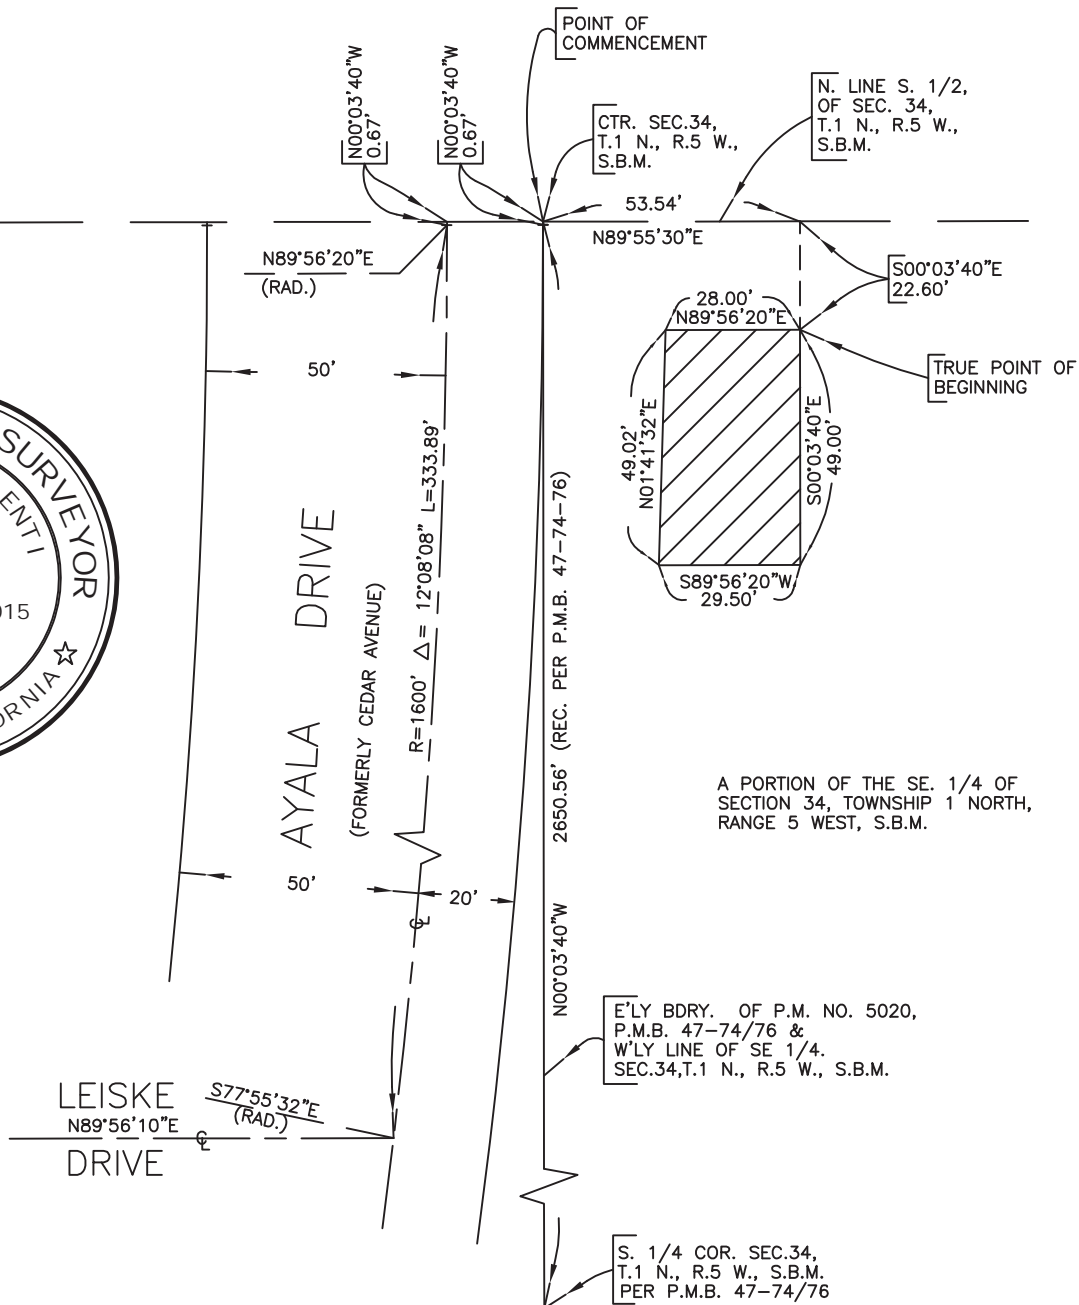 POINT OF
COMMENCEMENT
N00°03'40"W
0.67'
N00°03'40"W
0.67'
CTR. SEC.34,
T.1 N., R.5 W.,
S.B.M.
N. LINE S. 1/2,
OF SEC. 34,
T.1 N., R.5 W.,
S.B.M.
53.54'
N89°55'30"E
N89°56'20"E
(RAD.)
S00°03'40"E
22.60'
28.00'
N89°56'20"E
TRUE POINT OF
BEGINNING
50'
49.02'
N01°41'32"E
S00°03'40"E
49.00'
S89°56'20"W
29.50'
SURVEYOR
R=1600' Δ= 12°08'08" L=333.89'
AYALA DRIVE
(FORMERLY CEDAR AVENUE)
N00°03'40"W 2650.56' (REC. PER P.M.B. 47-74-76)
A PORTION OF THE SE. 1/4 OF
SECTION 34, TOWNSHIP 1 NORTH,
RANGE 5 WEST, S.B.M.
50'
20'
℄
E'LY BDRY. OF P.M. NO. 5020,
P.M.B. 47-74/76 &
W'LY LINE OF SE 1/4.
SEC.34,T.1 N., R.5 W., S.B.M.
LEISKE
N89°56'10"E
℄
DRIVE
S77°55'32"E
(RAD.)
S. 1/4 COR. SEC.34,
T.1 N., R.5 W., S.B.M.
PER P.M.B. 47-74/76